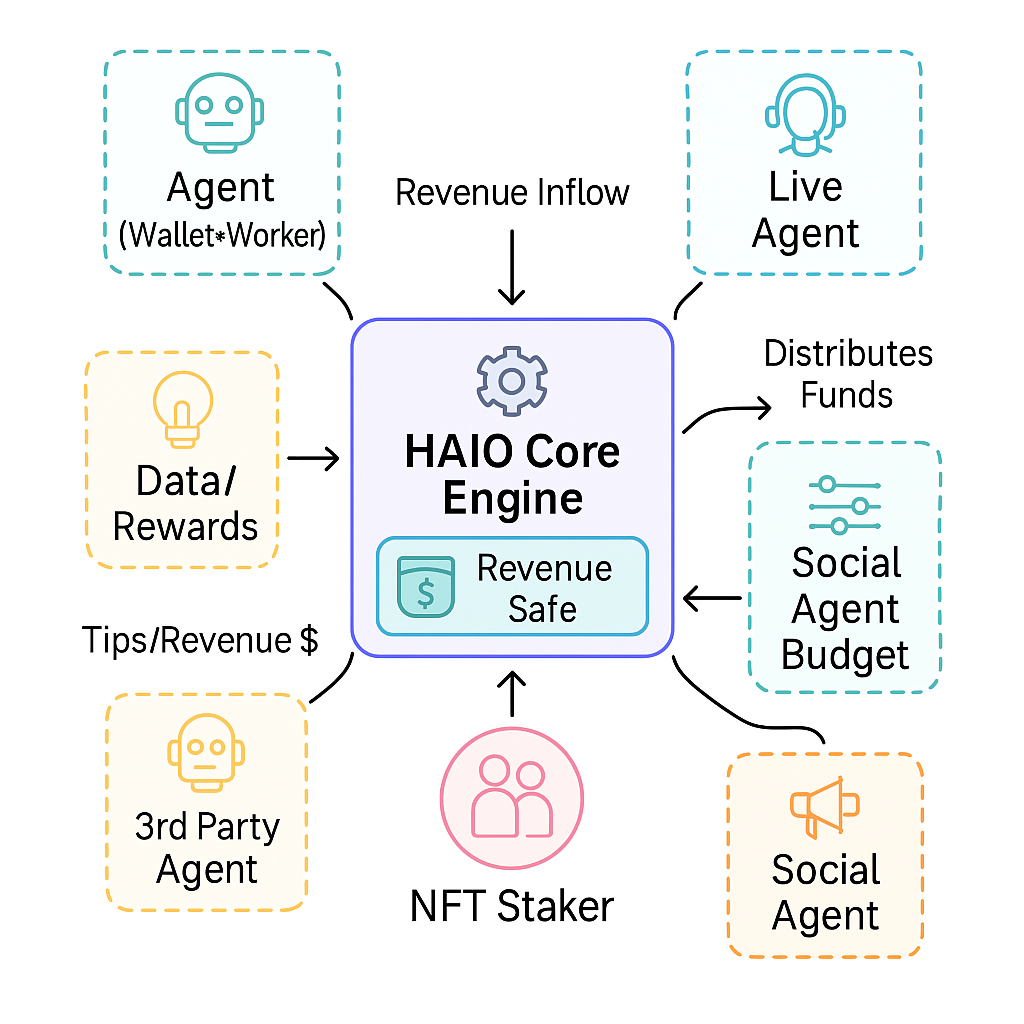 Agent
(Wallet*Worker)
Revenue Inflow
Live
Agent
Distributes
Funds
Data/
Rewards
HAIO Core
Engine
$
Revenue
Safe
Social
Agent
Budget
Tips/Revenue $
3rd Party
Agent
NFT Staker
Social
Agent